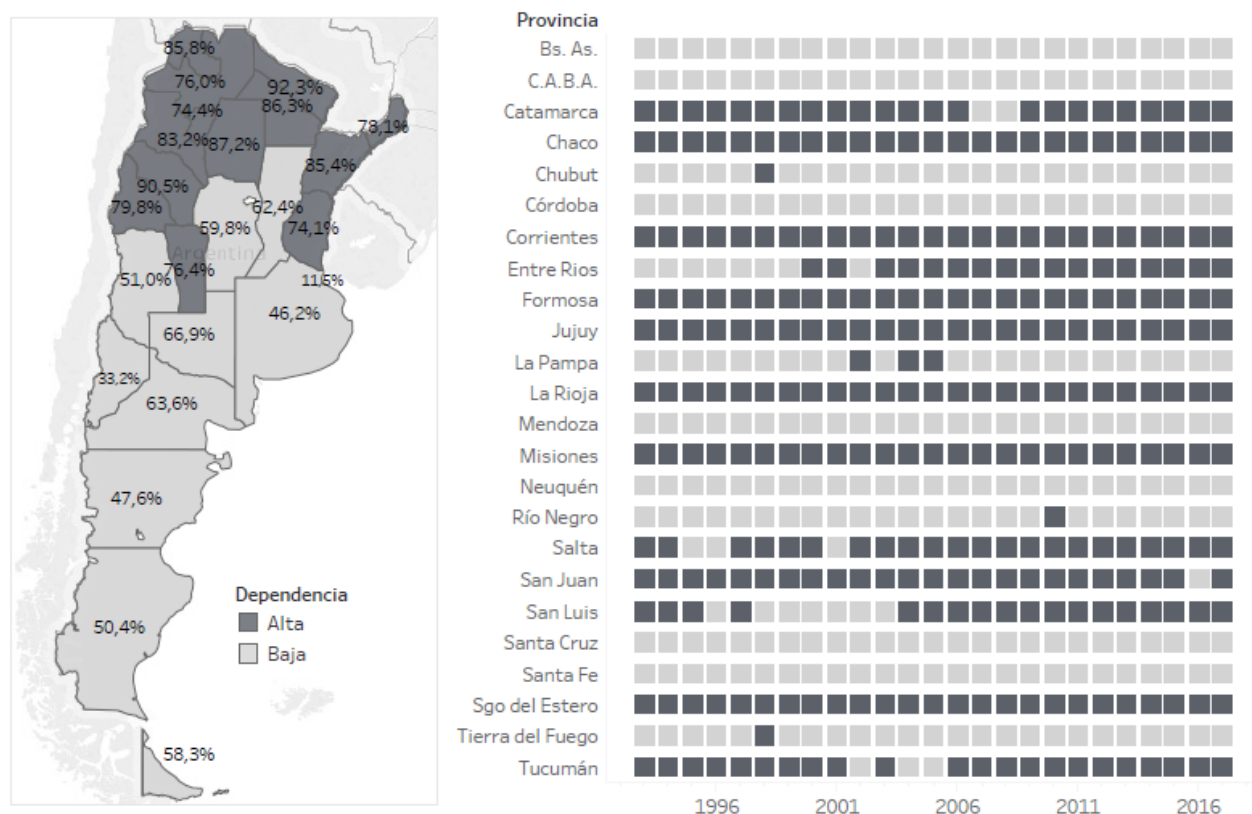 85,8%
76,0%
92,3%
74,4%
86,3%
78,1%
83,2%
87,2%
85,4%
90,5%
79,8%
62,4%
59,8%
74,1%
Argentina
76,4%
51,0%
11,5%
46,2%
66,9%
33,2%
63,6%
47,6%
50,4%
58,3%
Dependencia
Alta
Baja
Provincia
Bs. As.
C.A.B.A.
Catamarca
Chaco
Chubut
Córdoba
Corrientes
Entre Rios
Formosa
Jujuy
La Pampa
La Rioja
Mendoza
Misiones
Neuquén
Río Negro
Salta
San Juan
San Luis
Santa Cruz
Santa Fe
Sgo del Estero
Tierra del Fuego
Tucumán
1996 2001 2006 2011 2016